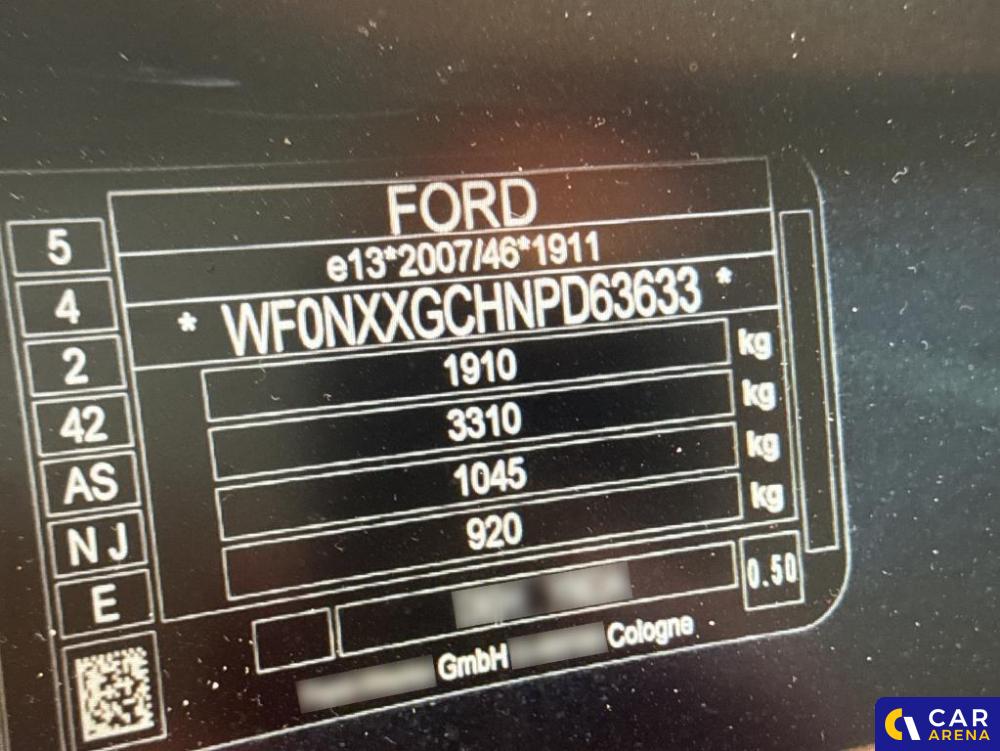 FORD
e13*2007/46*1911
* WF0NXXGCHNPD63633 *
1910 kg
3310 kg
1045 kg
920 kg
0.50
GmbH Cologne
5
4
2
42
AS
N J
E
CAR
ARENA